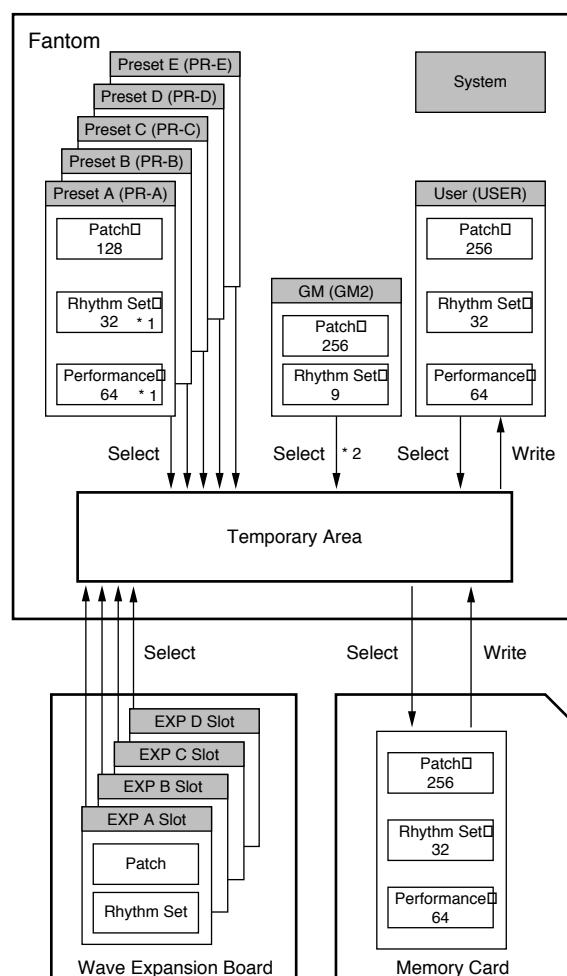 Fantom
Preset E (PR-E)
Preset D (PR-D)
Preset C (PR-C)
Preset B (PR-B)
Preset A (PR-A)
Patch□
128
Rhythm Set□
32 * 1
Performance□
64 * 1
System
GM (GM2)
Patch□
256
Rhythm Set□
9
User (USER)
Patch□
256
Rhythm Set□
32
Performance□
64
Select
Select * 2
Select
Write
Temporary Area
Select
Select
Write
EXP D Slot
EXP C Slot
EXP B Slot
EXP A Slot
Patch
Rhythm Set
Wave Expansion Board
Patch□
256
Rhythm Set□
32
Performance□
64
Memory Card